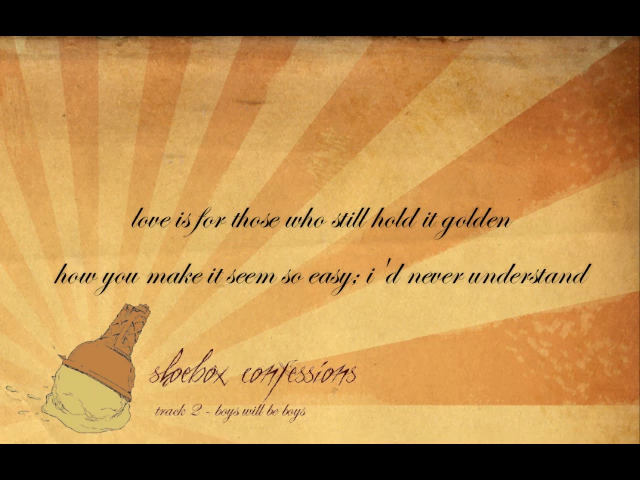 love is for those who still hold it golden
how you make it seem so easy; i 'd never understand
shoebox confessions
track 2 - boys will be boys